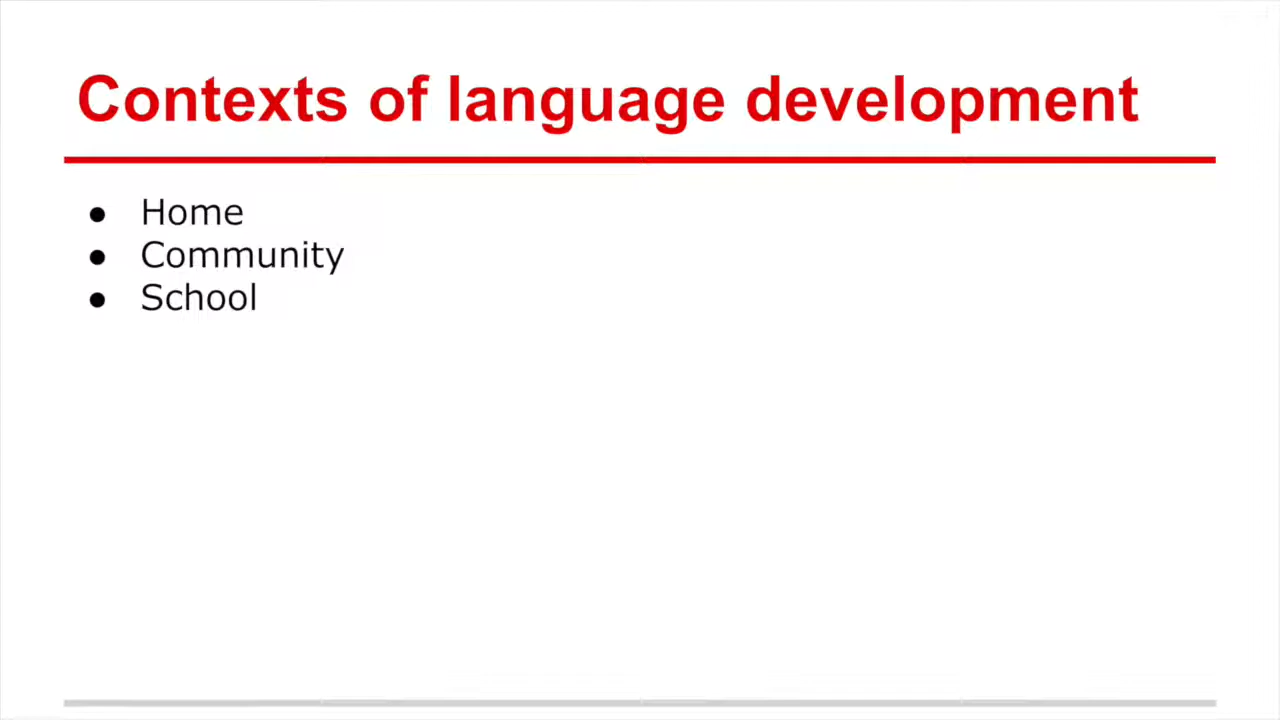 Contexts of language development
● Home
● Community
● School